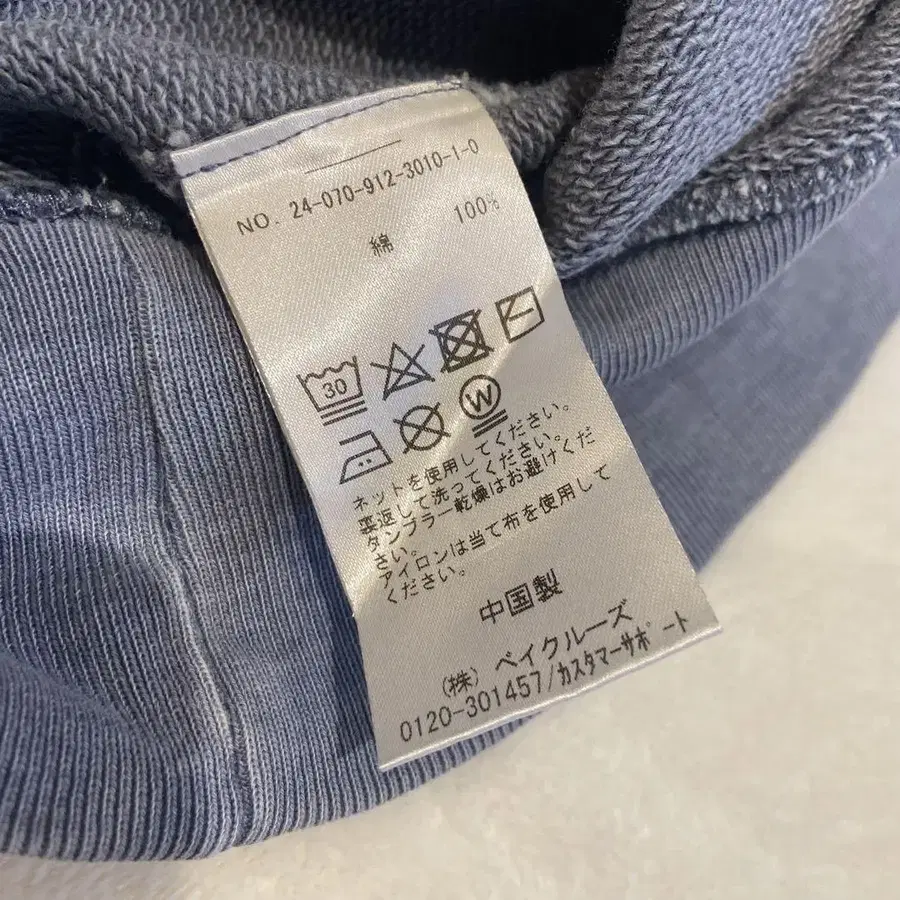 NO. 24-070-912-3010-1-0
綿 100%
30
W
ネットを使用してください。
裏返して洗ってください。
タンブラー乾燥はお避けくだ
さい。
アイロンは当て布を使用して
ください。
中国製
(株) ベイクルーズ
0120-301457/カスタマーサポート